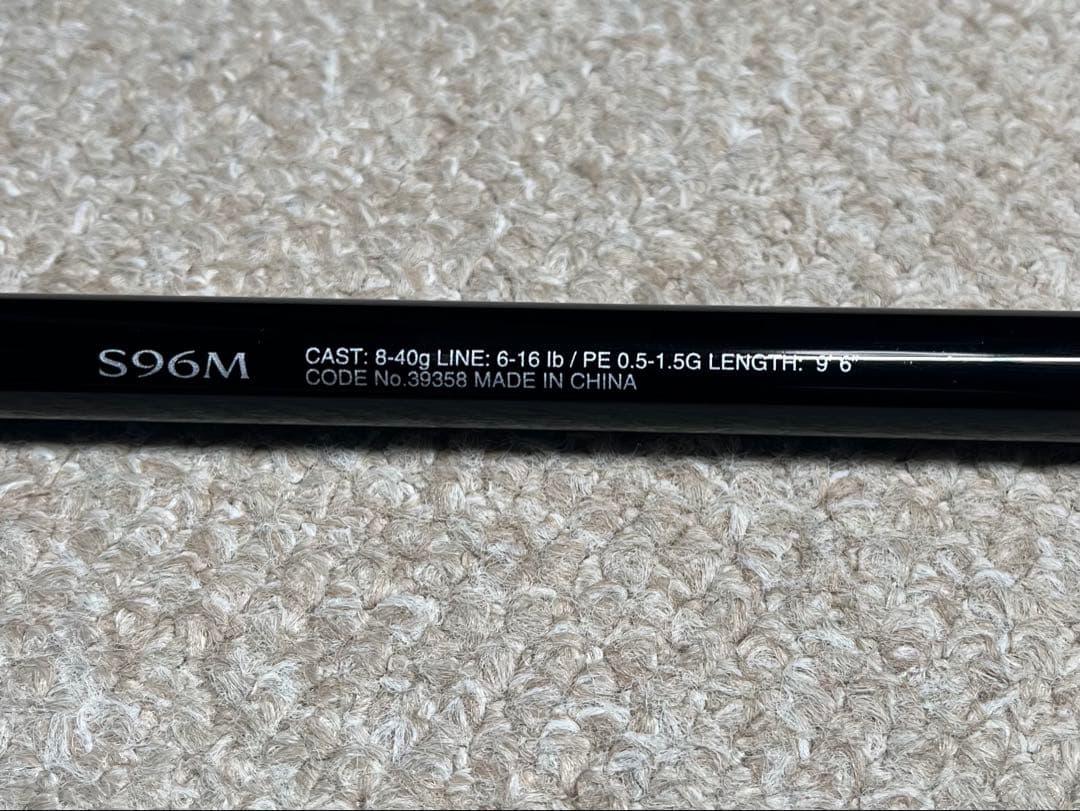 S96M
CAST: 8-40g LINE: 6-16 lb / PE 0.5-1.5G LENGTH: 9' 6"
CODE No.39358 MADE IN CHINA